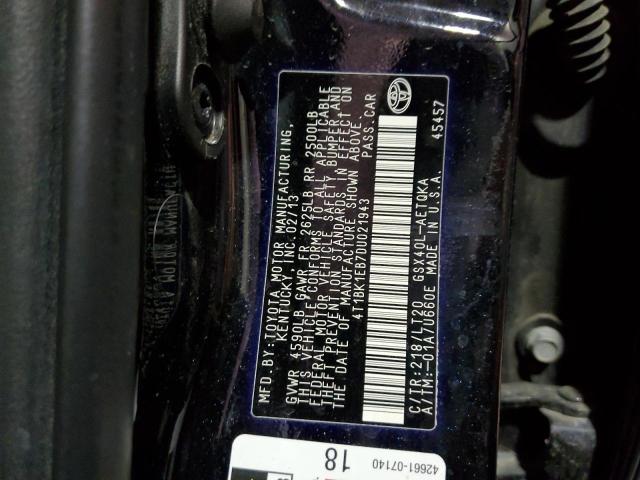 MFD. BY: TOYOTA MOTOR MANUFACTURING,
KENTUCKY, INC. 02/13
GVWR 4590LB GAWR FR 2625LB RR 2500LB
THIS VEHICLE CONFORMS TO ALL APPLICABLE
FEDERAL MOTOR VEHICLE SAFETY, BUMPER, AND
THEFT PREVENTION STANDARDS IN EFFECT ON
THE DATE OF MANUFACTURE SHOWN ABOVE.
4T1BK1EB7DU021943 PASS. CAR
C/TR: 218/LT20 GSX40L-AETQKA 45457
A/TM: -01A/U660E MADE IN U.S.A.
42661-07140
18